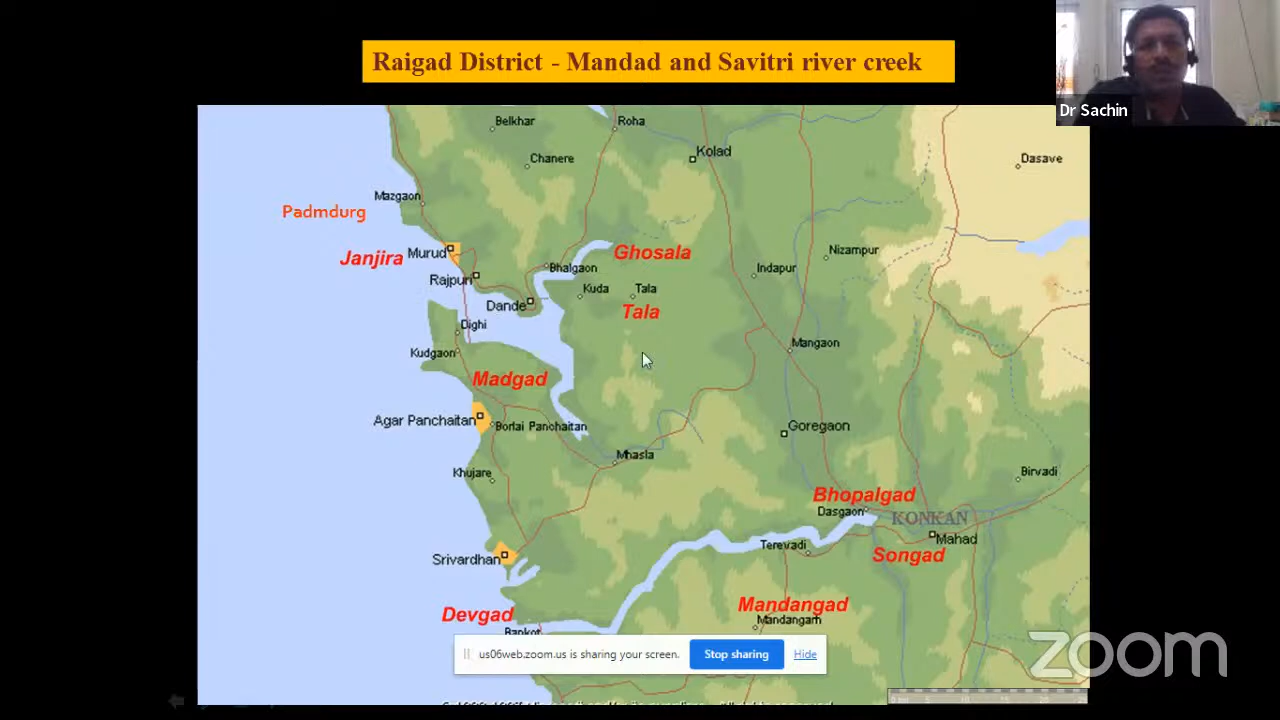 Raigad District - Mandad and Savitri river creek
Dr Sachin
Belkhar
Roha
Kolad
Chanere
Dasave
Mazgaon
Padmdurg
Murud
Janjira
Ghosala
Nizampur
Rajpuri
Bhalgaon
Indapur
Kuda
Tala
Dande
Tala
Dighi
Mangaon
Kudgaon
Madgad
Agar Panchaitan
Borlai Panchaitan
Goregaon
Mhasla
Khujare
Birvadi
Bhopalgad
Dasgaon
KONKAN
Mahad
Terevadi
Songad
Srivardhan
Mandangad
Devgad
Mandangarh
Bankot
us06web.zoom.us is sharing your screen.
Stop sharing
Hide
zoom